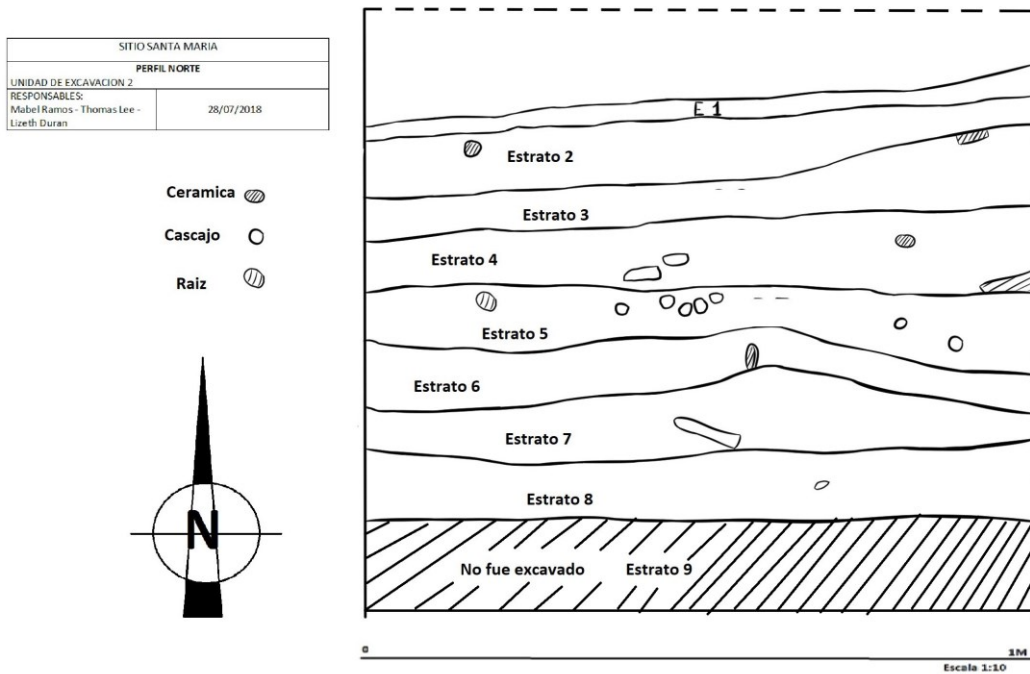 SITIO SANTA MARIA
PERFIL NORTE
UNIDAD DE EXCAVACION 2
RESPONSABLES:
Mabel Ramos - Thomas Lee -
Lizeth Duran
28/07/2018
Ceramica
Cascajo
Raiz
N
E 1
Estrato 2
Estrato 3
Estrato 4
Estrato 5
Estrato 6
Estrato 7
Estrato 8
No fue excavado Estrato 9
0 1M
Escala 1:10